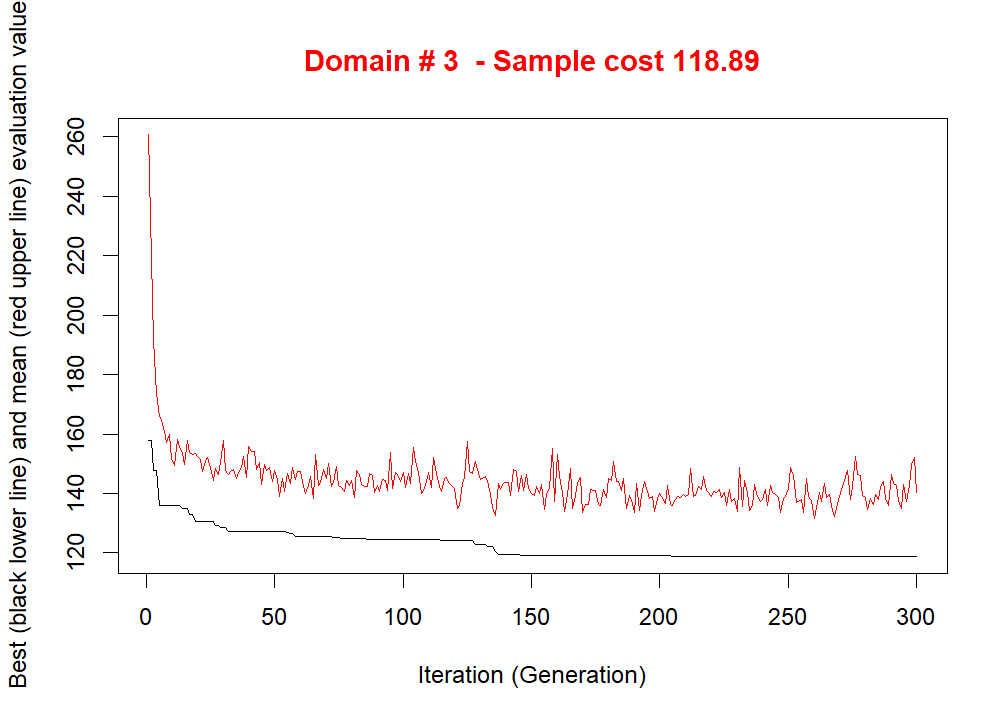 Domain # 3  - Sample cost 118.89
Best (black lower line) and mean (red upper line) evaluation value
260
240
220
200
180
160
140
120
0 50 100 150 200 250 300
Iteration (Generation)